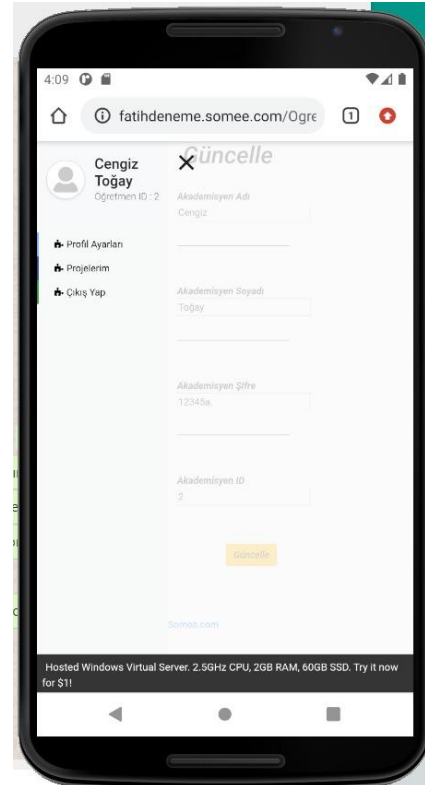 4:09
fatihdeneme.somee.com/Ogre
1
Güncelle
Cengiz
Toğay
Öğretmen ID : 2
Profil Ayarları
Projelerim
Çıkış Yap
Akademisyen Adı
Cengiz
Akademisyen Soyadı
Toğay
Akademisyen Şifre
12345a.
Akademisyen ID
2
Güncelle
Somee.com
Hosted Windows Virtual Server. 2.5GHz CPU, 2GB RAM, 60GB SSD. Try it now
for $1!